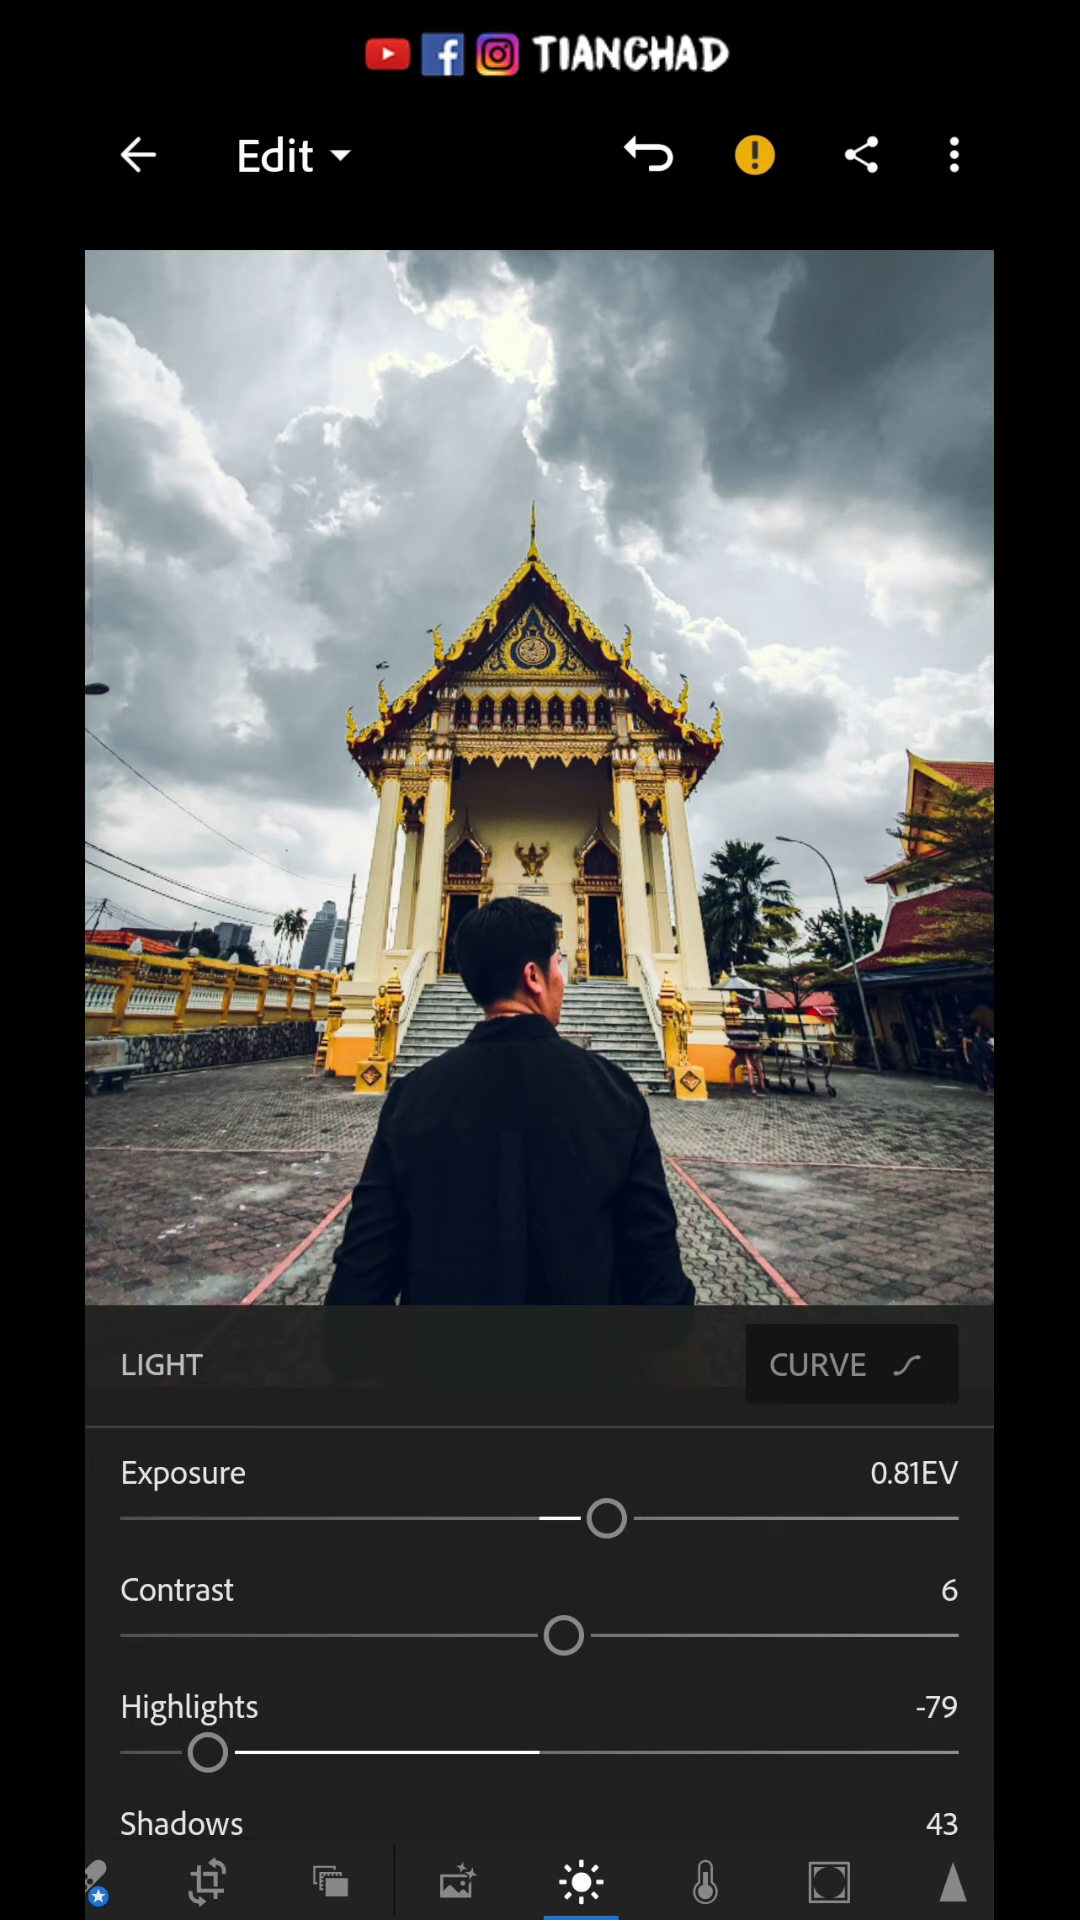 TIANCHAD
Edit
LIGHT
CURVE
Exposure 0.81EV
Contrast 6
Highlights -79
Shadows 43